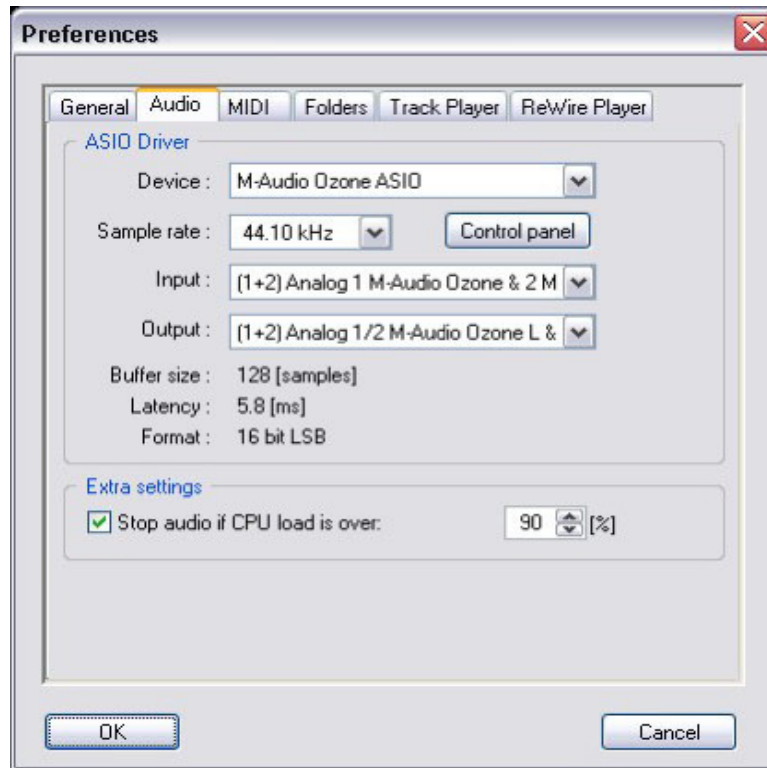 Preferences
General Audio MIDI Folders Track Player ReWire Player
ASIO Driver
Device : M-Audio Ozone ASIO
Sample rate : 44.10 kHz Control panel
Input : (1+2) Analog 1 M-Audio Ozone & 2 M
Output : (1+2) Analog 1/2 M-Audio Ozone L &
Buffer size : 128 [samples]
Latency : 5.8 [ms]
Format : 16 bit LSB
Extra settings
Stop audio if CPU load is over: 90 [%]
OK Cancel